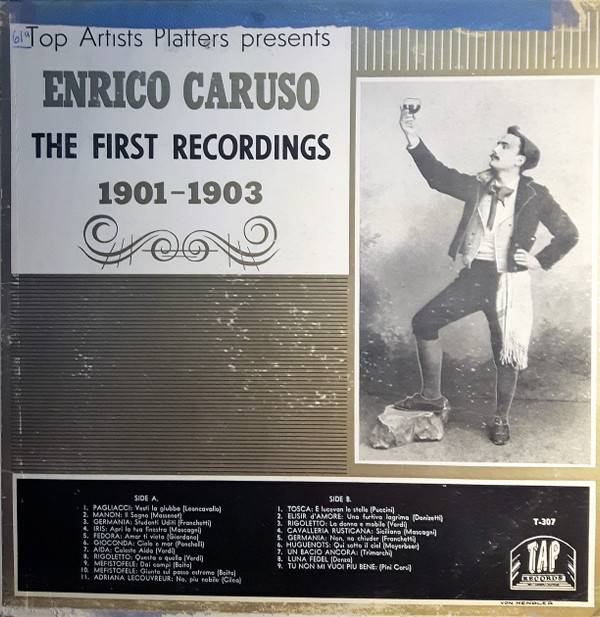 619
Top Artists Platters presents
ENRICO CARUSO
THE FIRST RECORDINGS
1901-1903
SIDE A.
1. PAGLIACCI: Vesti la giubba (Leoncavallo)
2. MANON: Il Sogno (Massenet)
3. GERMANIA: Studenti Uditi (Franchetti)
4. IRIS: Apri la tua finestra (Mascagni)
5. FEDORA: Amor ti vieta (Giordano)
6. GIOCONDA: Cielo e mar (Ponchelli)
7. AIDA: Celeste Aida (Verdi)
8. RIGOLETTO: Questa o quella (Verdi)
9. MEFISTOFELE: Dai campi (Boito)
10. MEFISTOFELE: Giunto sul passo estremo (Boito)
11. ADRIANA LECOUVREUR: No, piu nobile (Cilea)
SIDE B.
1. TOSCA: E lucevan le stelle (Puccini)
2. ELISIR d'AMORE: Una furtiva lagrima (Donizetti)
3. RIGOLETTO: La donna e mobile (Verdi)
4. CAVALLERIA RUSTICANA: Siciliana (Mascagni)
5. GERMANIA: Non, no chiuder (Franchetti)
6. HUGUENOTS: Qui sotto il ciel (Meyerbeer)
7. UN BACIO ANCORA: (Trimarchi)
8. LUNA FEDEL (Denza)
9. TU NON MI VUOI PIU BENE: (Pini Corsi)
T-307
TAP
RECORDS
VON HENDLER